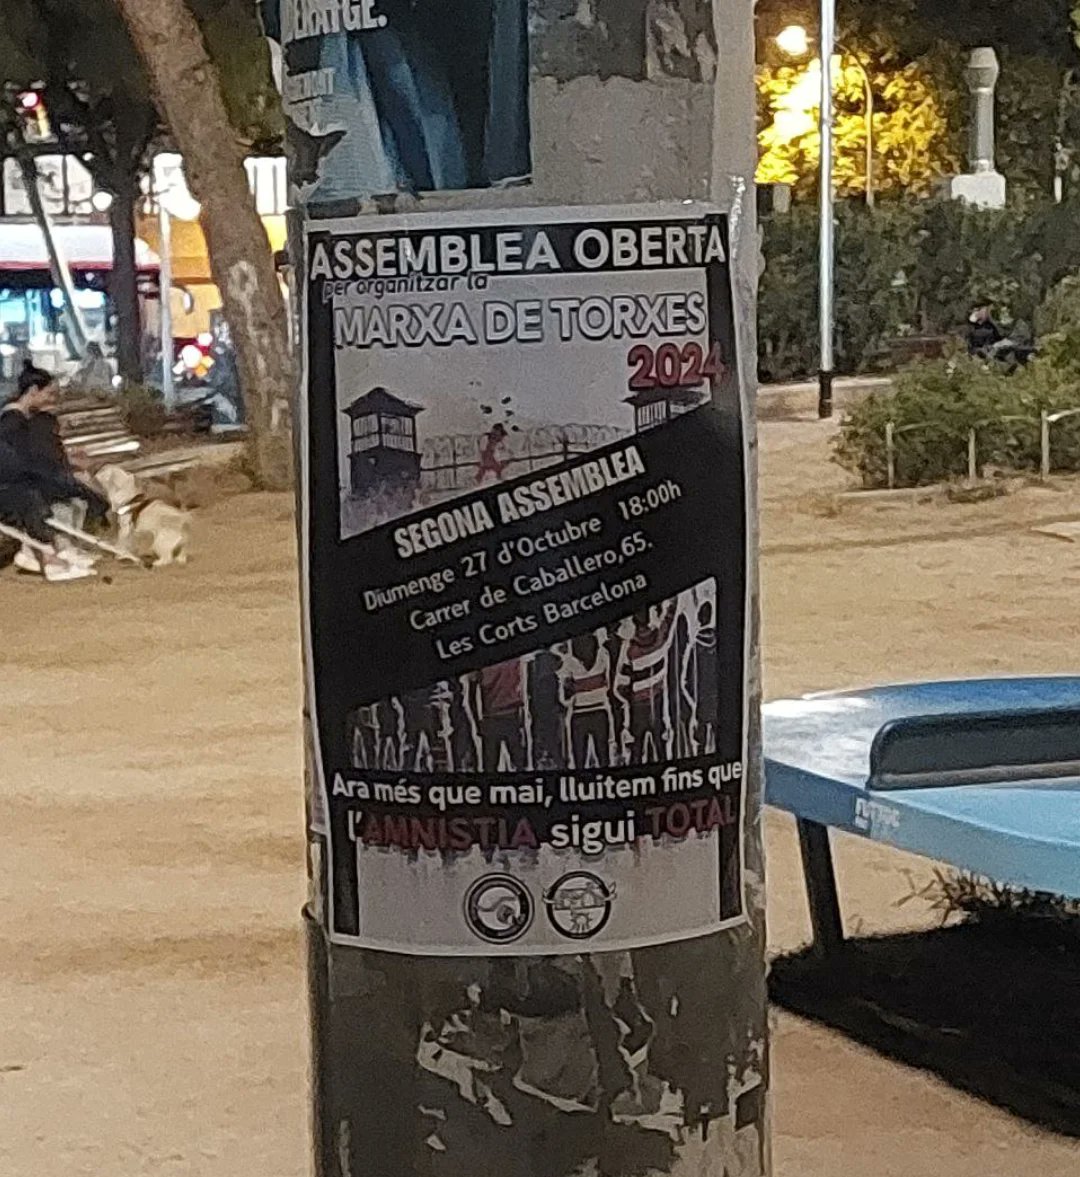 ASSEMBLEA OBERTA
per organitzar la
MARXA DE TORXES
2024
SEGONA ASSEMBLEA
Diumenge 27 d'Octubre 18:00h
Carrer de Caballero,65.
Les Corts Barcelona
Ara més que mai, lluitem fins que
l'AMNISTIA sigui TOTAL